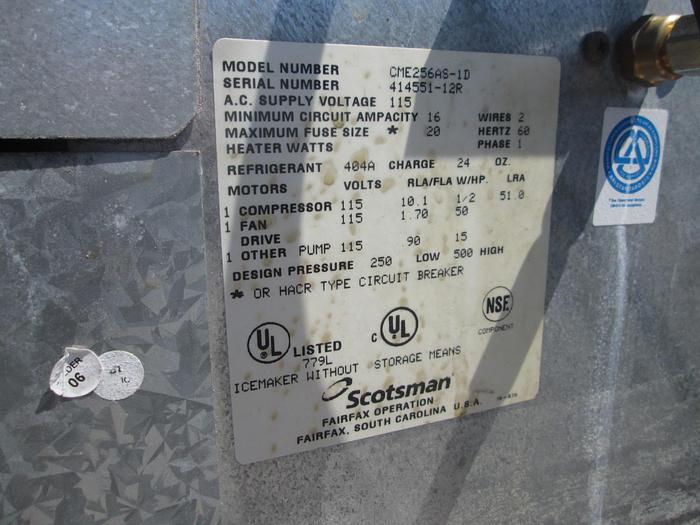 MODEL NUMBER CME256AS-1D
SERIAL NUMBER 414551-12R
A.C. SUPPLY VOLTAGE 115
MINIMUM CIRCUIT AMPACITY 16 WIRES 2
MAXIMUM FUSE SIZE * 20 HERTZ 60
HEATER WATTS PHASE 1
REFRIGERANT 404A CHARGE 24 OZ.
MOTORS VOLTS RLA/FLA W/HP. LRA
1 COMPRESSOR 115 10.1 1/2 51.0
1 FAN 115 1.70 50
DRIVE
1 OTHER PUMP 115 90 15
DESIGN PRESSURE 250 LOW 500 HIGH
* OR HACR TYPE CIRCUIT BREAKER
UL LISTED
779L
C UL
NSF
COMPONENT
ICEMAKER WITHOUT STORAGE MEANS
Scotsman
FAIRFAX OPERATION
FAIRFAX, SOUTH CAROLINA U.S.A.
DER
06